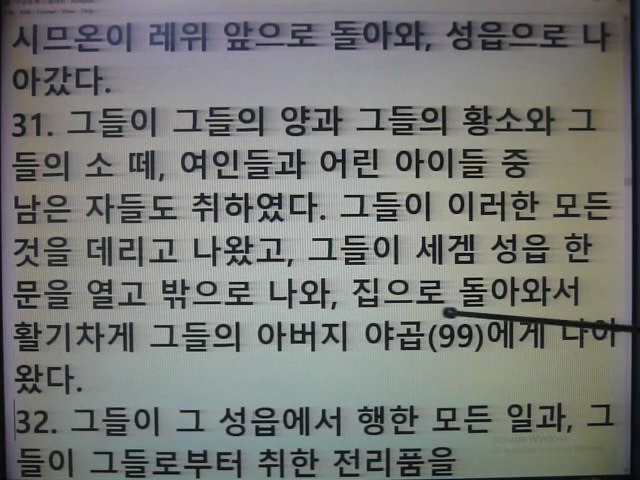 시므온이 레위 앞으로 돌아와, 성읍으로 나
아갔다.
31. 그들이 그들의 양과 그들의 황소와 그
들의 소 떼, 여인들과 어린 아이들 중
남은 자들도 취하였다. 그들이 이러한 모든
것을 데리고 나왔고, 그들이 세겜 성읍 한
문을 열고 밖으로 나와, 집으로 돌아와서
활기차게 그들의 아버지 야곱(99)에게 나아
왔다.
32. 그들이 그 성읍에서 행한 모든 일과, 그
들이 그들로부터 취한 전리품을
Activate Windows